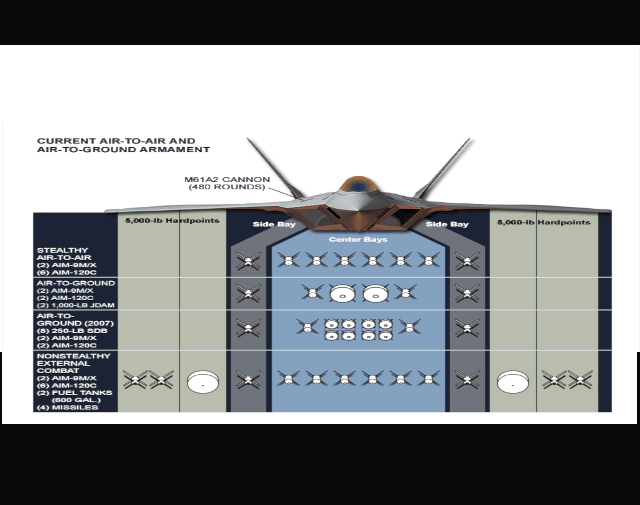 CURRENT AIR-TO-AIR AND
AIR-TO-GROUND ARMAMENT
M61A2 CANNON
(480 ROUNDS)
5,000-lb Hardpoints
Side Bay
Center Bays
Side Bay
5,000-lb Hardpoints
STEALTHY
AIR-TO-AIR
(2) AIM-9M/X
(6) AIM-120C
AIR-TO-GROUND
(2) AIM-9M/X
(2) AIM-120C
(2) 1,000-LB JDAM
AIR-TO-
GROUND (2007)
(8) 250-LB SDB
(2) AIM-9M/X
(2) AIM-120C
NONSTEALTHY
EXTERNAL
COMBAT
(2) AIM-9M/X
(6) AIM-120C
(2) FUEL TANKS
(600 GAL.)
(4) MISSILES